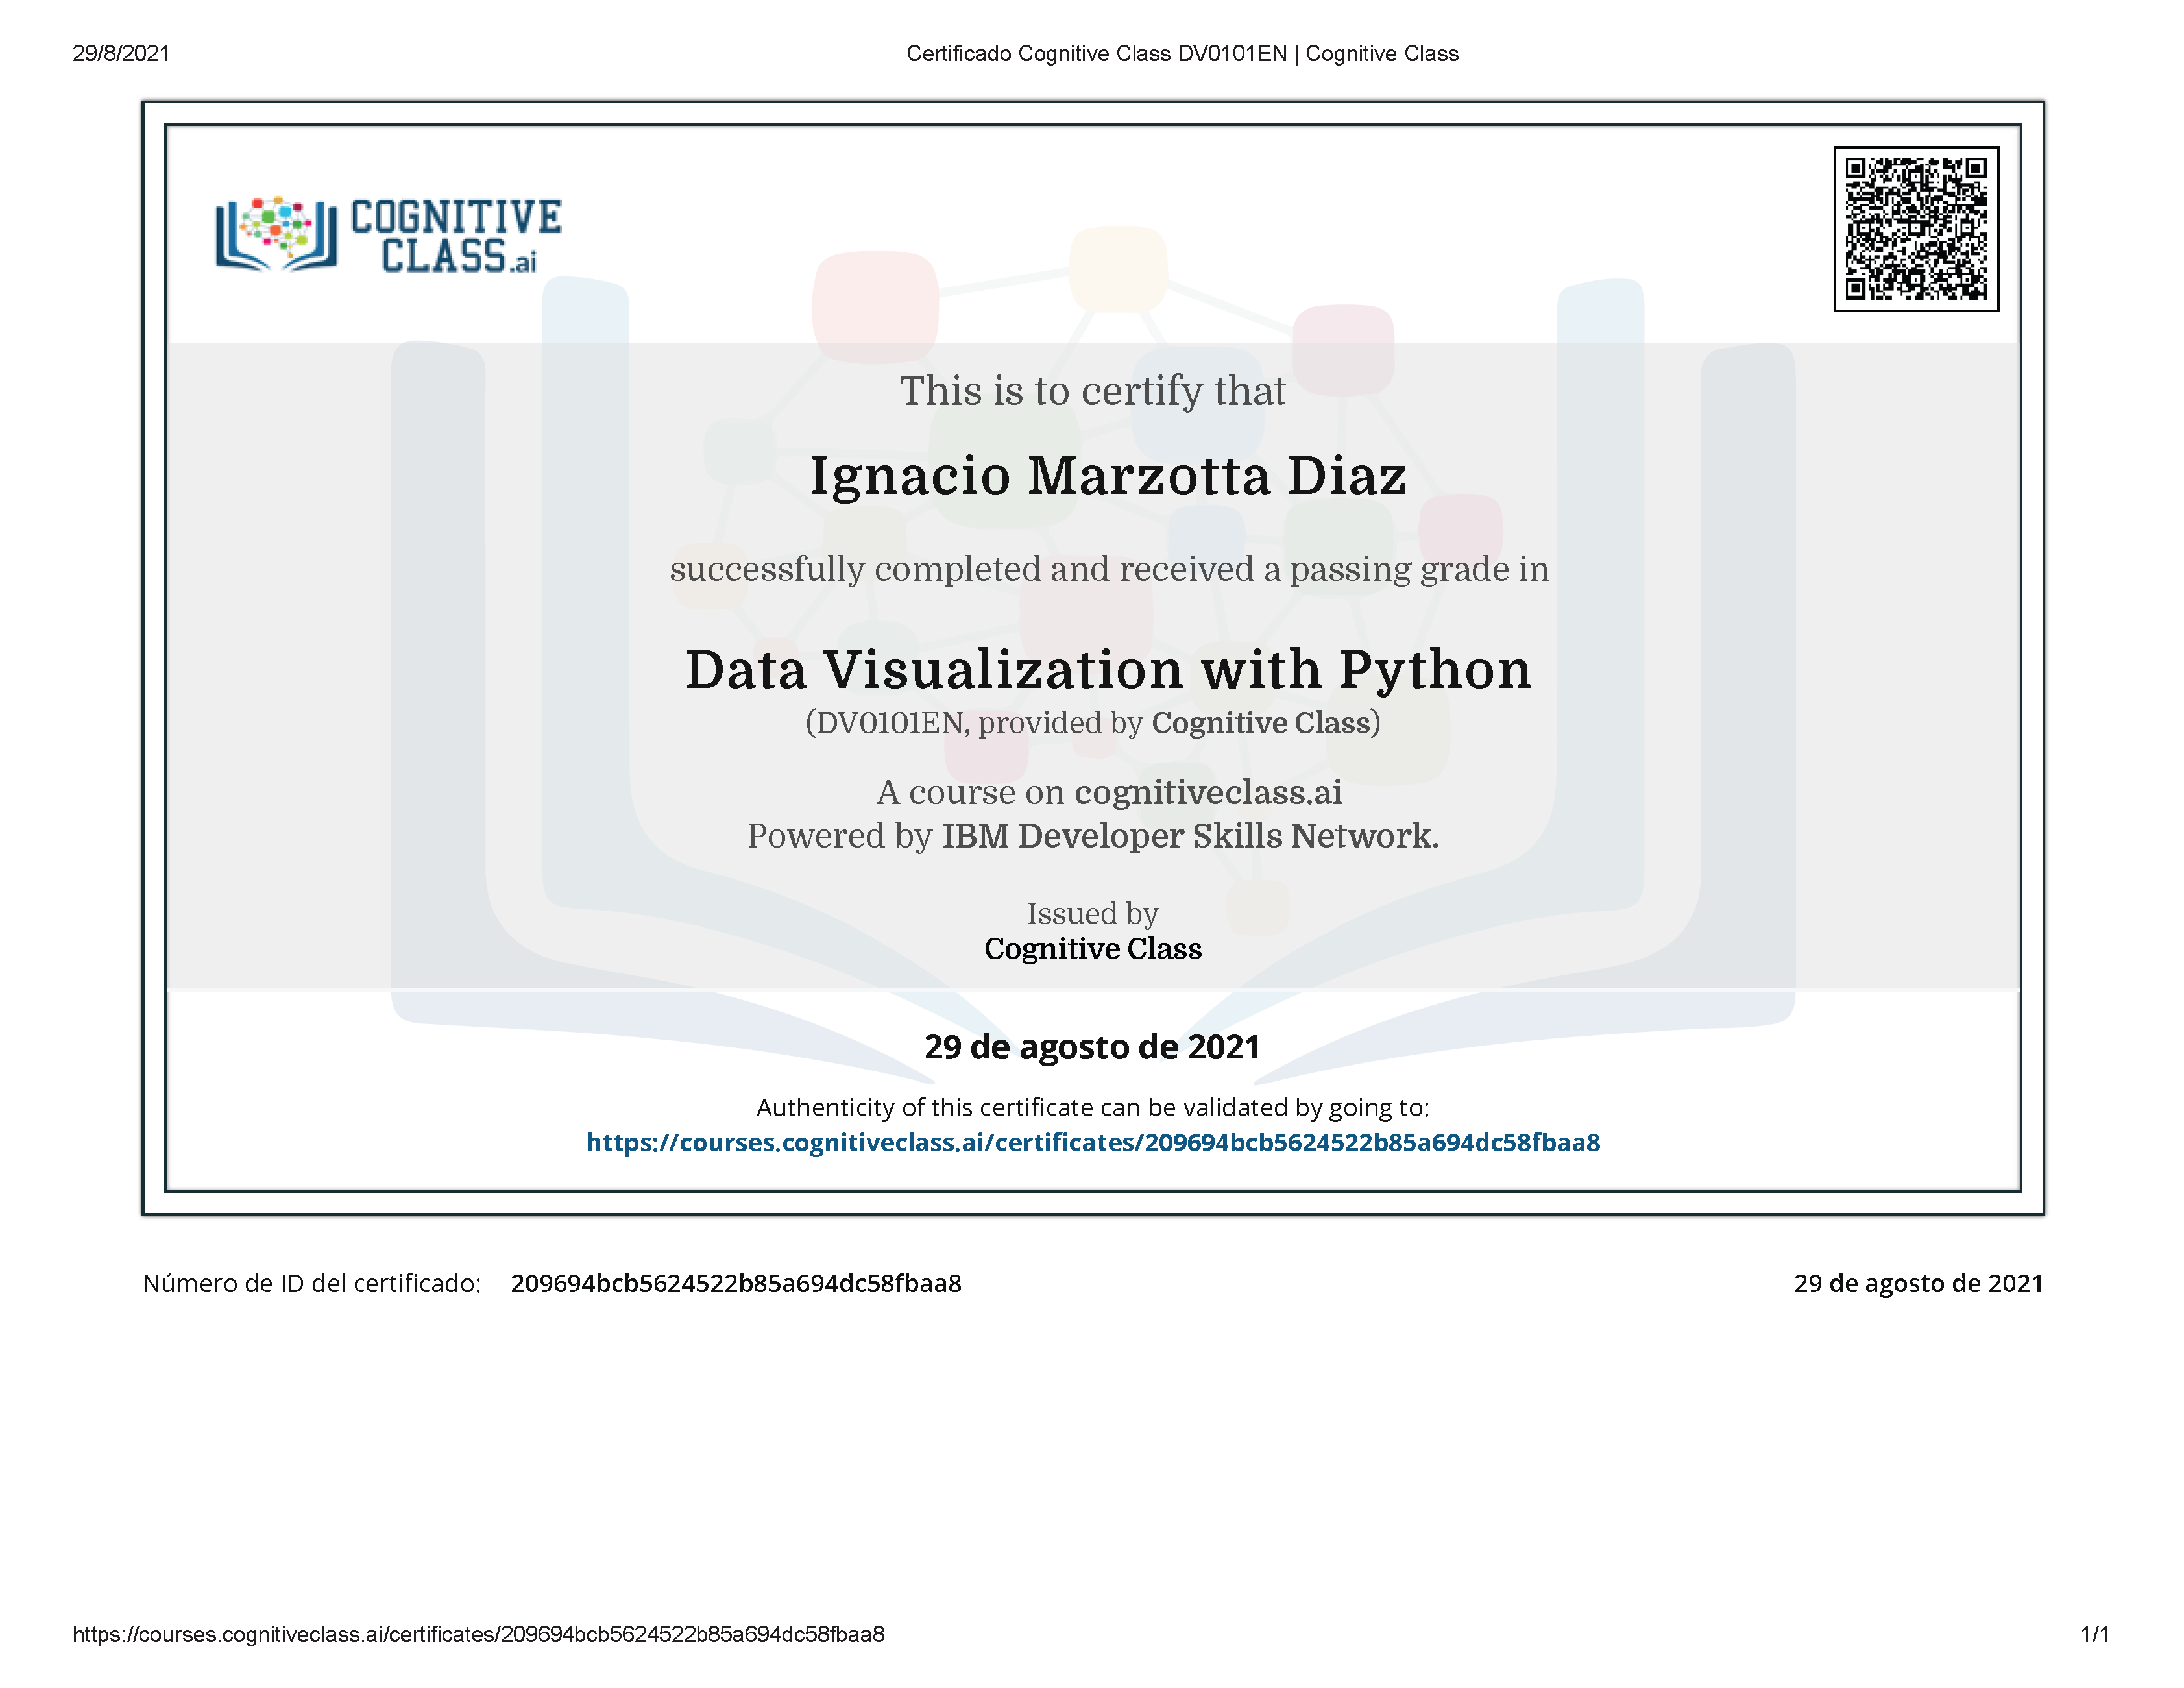 29/8/2021
Certificado Cognitive Class DV0101EN | Cognitive Class
COGNITIVE
CLASS.ai
This is to certify that
Ignacio Marzotta Diaz
successfully completed and received a passing grade in
Data Visualization with Python
(DV0101EN, provided by Cognitive Class)
A course on cognitiveclass.ai
Powered by IBM Developer Skills Network.
Issued by
Cognitive Class
29 de agosto de 2021
Authenticity of this certificate can be validated by going to:
https://courses.cognitiveclass.ai/certificates/209694bcb5624522b85a694dc58fbaa8
Número de ID del certificado: 209694bcb5624522b85a694dc58fbaa8
29 de agosto de 2021
https://courses.cognitiveclass.ai/certificates/209694bcb5624522b85a694dc58fbaa8
1/1